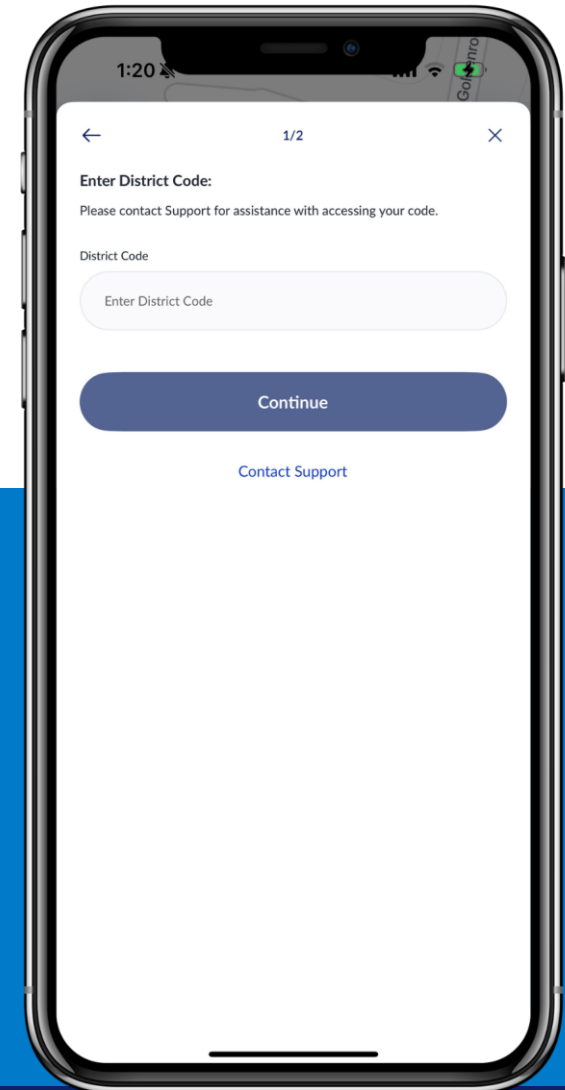 1:20
1/2
Enter District Code:
Please contact Support for assistance with accessing your code.
District Code
Enter District Code
Continue
Contact Support